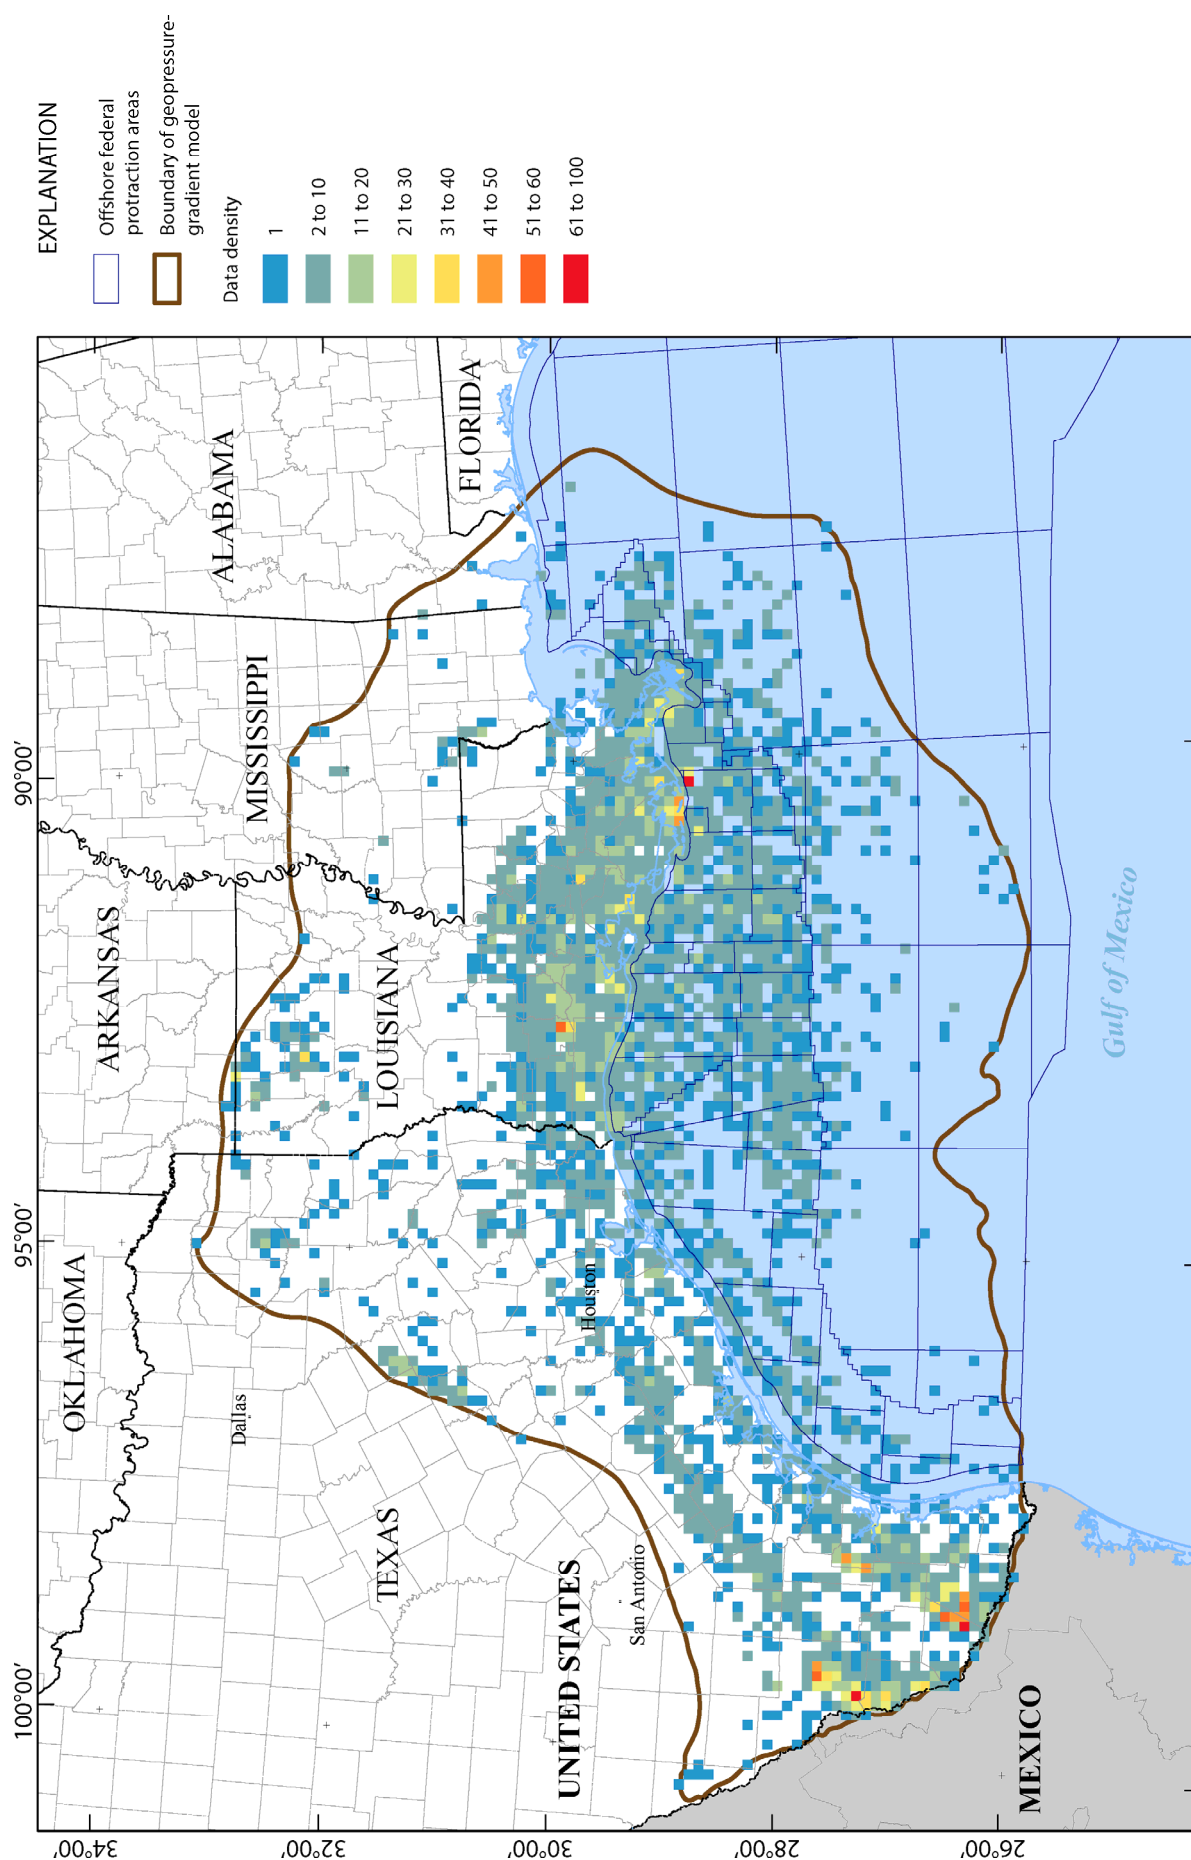 EXPLANATION
Offshore federal
protraction areas
Boundary of geopressure-
gradient model
Data density
1
2 to 10
11 to 20
21 to 30
31 to 40
41 to 50
51 to 60
61 to 100
100°00′
95°00′
90°00′
34°00′
32°00′
30°00′
28°00′
26°00′
OKLAHOMA
ARKANSAS
MISSISSIPPI
ALABAMA
FLORIDA
Dallas
TEXAS
LOUISIANA
UNITED STATES
San Antonio
Houston
MEXICO
Gulf of Mexico